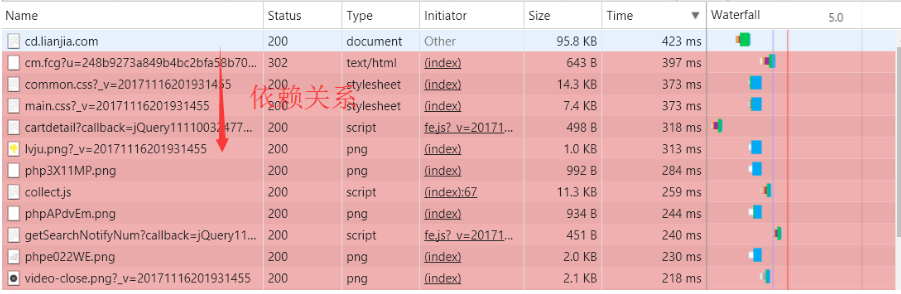 Name Status Type Initiator Size Time Waterfall 5.0
cd.lianjia.com 200 document Other 95.8 KB 423 ms
cm.fcg?u=248b9273a849b4bc2bfa58b70... 302 text/html (index) 643 B 397 ms
common.css?_v=20171116201931455 200 stylesheet (index) 14.3 KB 373 ms
main.css?_v=20171116201931455 200 stylesheet (index) 7.4 KB 373 ms
依赖关系
cartdetail?callback=jQuery11110032477... 200 script fe.js?_v=20171... 498 B 318 ms
lvju.png?_v=20171116201931455 200 png (index) 1.0 KB 313 ms
php3X11MP.png 200 png (index) 992 B 284 ms
collect.js 200 script (index):67 11.3 KB 259 ms
phpAPdvEm.png 200 png (index) 934 B 244 ms
getSearchNotifyNum?callback=jQuery11... 200 script fe.js?_v=20171... 451 B 240 ms
phpe022WE.png 200 png (index) 2.0 KB 230 ms
video-close.png?_v=20171116201931455 200 png (index) 2.1 KB 218 ms